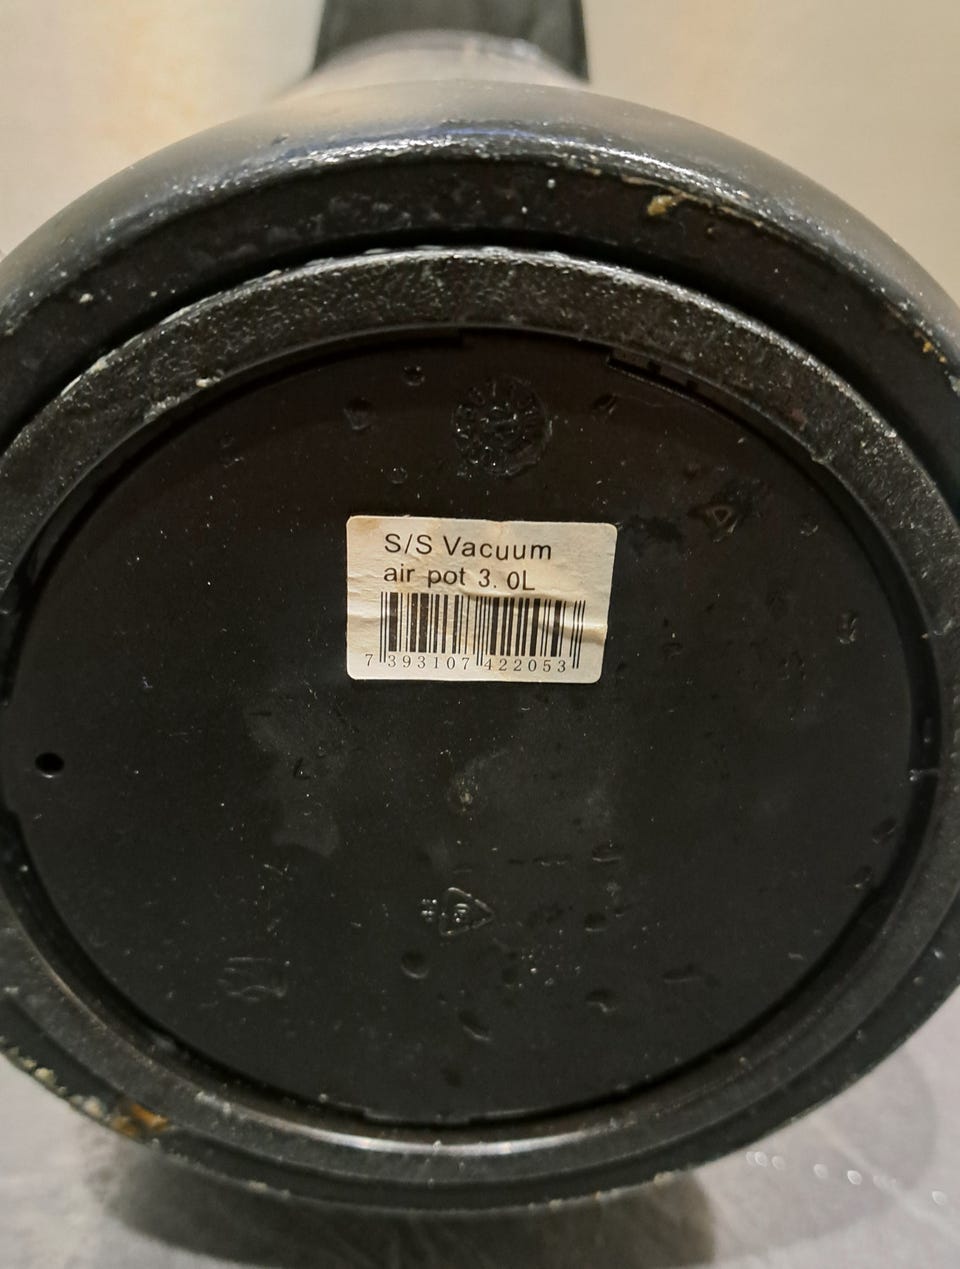 S/S Vacuum
air pot 3. 0L
7 393107 422053